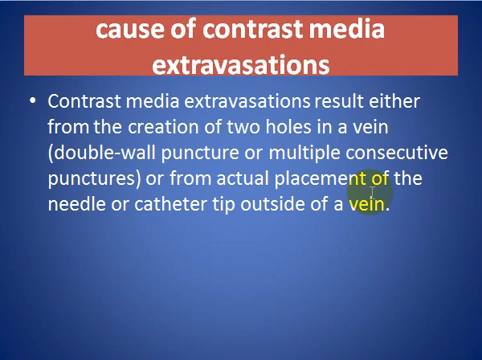 cause of contrast media
extravasations
• Contrast media extravasations result either
from the creation of two holes in a vein
(double-wall puncture or multiple consecutive
punctures) or from actual placement of the
needle or catheter tip outside of a vein.